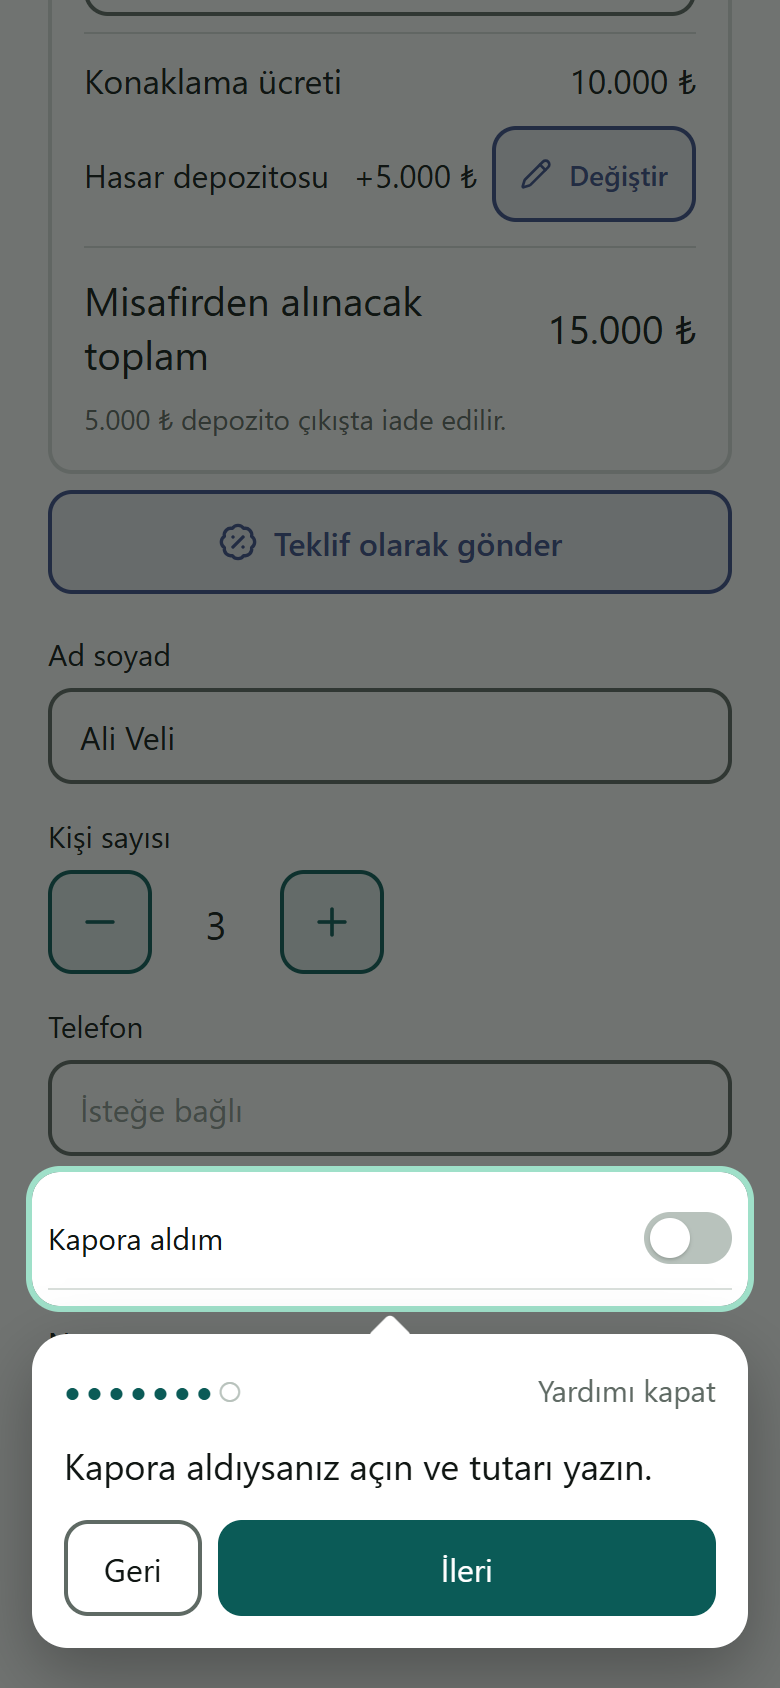 Konaklama ücreti 10.000 ₺
Hasar depozitosu +5.000 ₺ Değiştir
Misafirden alınacak
toplam
15.000 ₺
5.000 ₺ depozito çıkışta iade edilir.
Teklif olarak gönder
Ad soyad
Ali Veli
Kişi sayısı
3
Telefon
İsteğe bağlı
Kapora aldım
Yardımı kapat
Kapora aldıysanız açın ve tutarı yazın.
Geri İleri